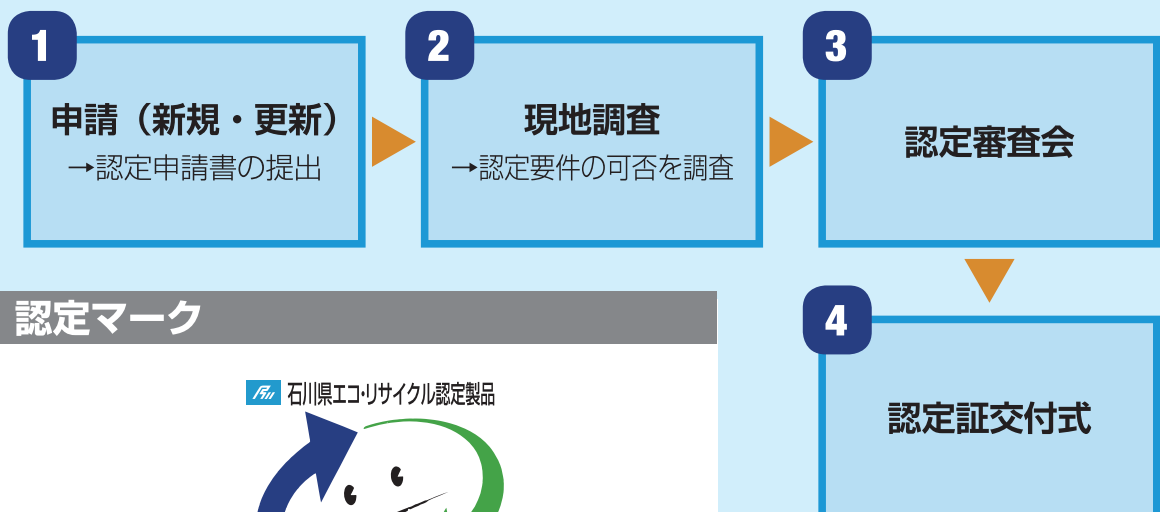 1
申請（新規・更新）
→認定申請書の提出
2
現地調査
→認定要件の可否を調査
3
認定審査会
4
認定証交付式
認定マーク
石川県エコ・リサイクル認定製品